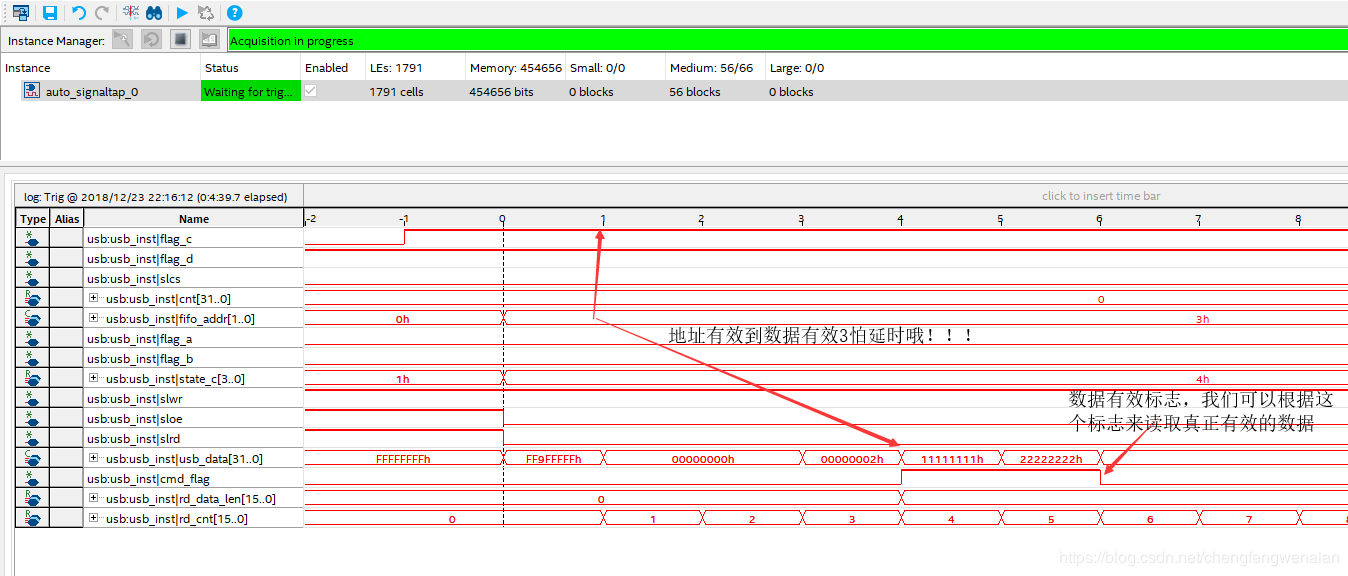 Instance Manager: Acquisition in progress
Instance Status Enabled LEs: 1791 Memory: 454656 Small: 0/0 Medium: 56/66 Large: 0/0
auto_signaltap_0 Waiting for trig... 1791 cells 454656 bits 0 blocks 56 blocks 0 blocks
log: Trig @ 2018/12/23 22:16:12 (0:4:39.7 elapsed) click to insert time bar
Type Alias Name -2 -1 0 1 2 3 4 5 6 7 8
usb:usb_inst|flag_c
usb:usb_inst|flag_d
usb:usb_inst|slcs
usb:usb_inst|cnt[31..0] 0
usb:usb_inst|fifo_addr[1..0] 0h 3h
地址有效到数据有效3怕延时哦!!!
usb:usb_inst|flag_a
usb:usb_inst|flag_b
usb:usb_inst|state_c[3..0] 1h 4h
usb:usb_inst|slwr
数据有效标志，我们可以根据这
个标志来读取真正有效的数据
usb:usb_inst|sloe
usb:usb_inst|slrd
usb:usb_inst|usb_data[31..0] FFFFFFFFh FF9FFFFFh 00000000h 00000002h 11111111h 22222222h
usb:usb_inst|cmd_flag
usb:usb_inst|rd_data_len[15..0] 0
usb:usb_inst|rd_cnt[15..0] 0 1 2 3 4 5 6 7 8
https://blog.csdn.net/chengfengwenalan